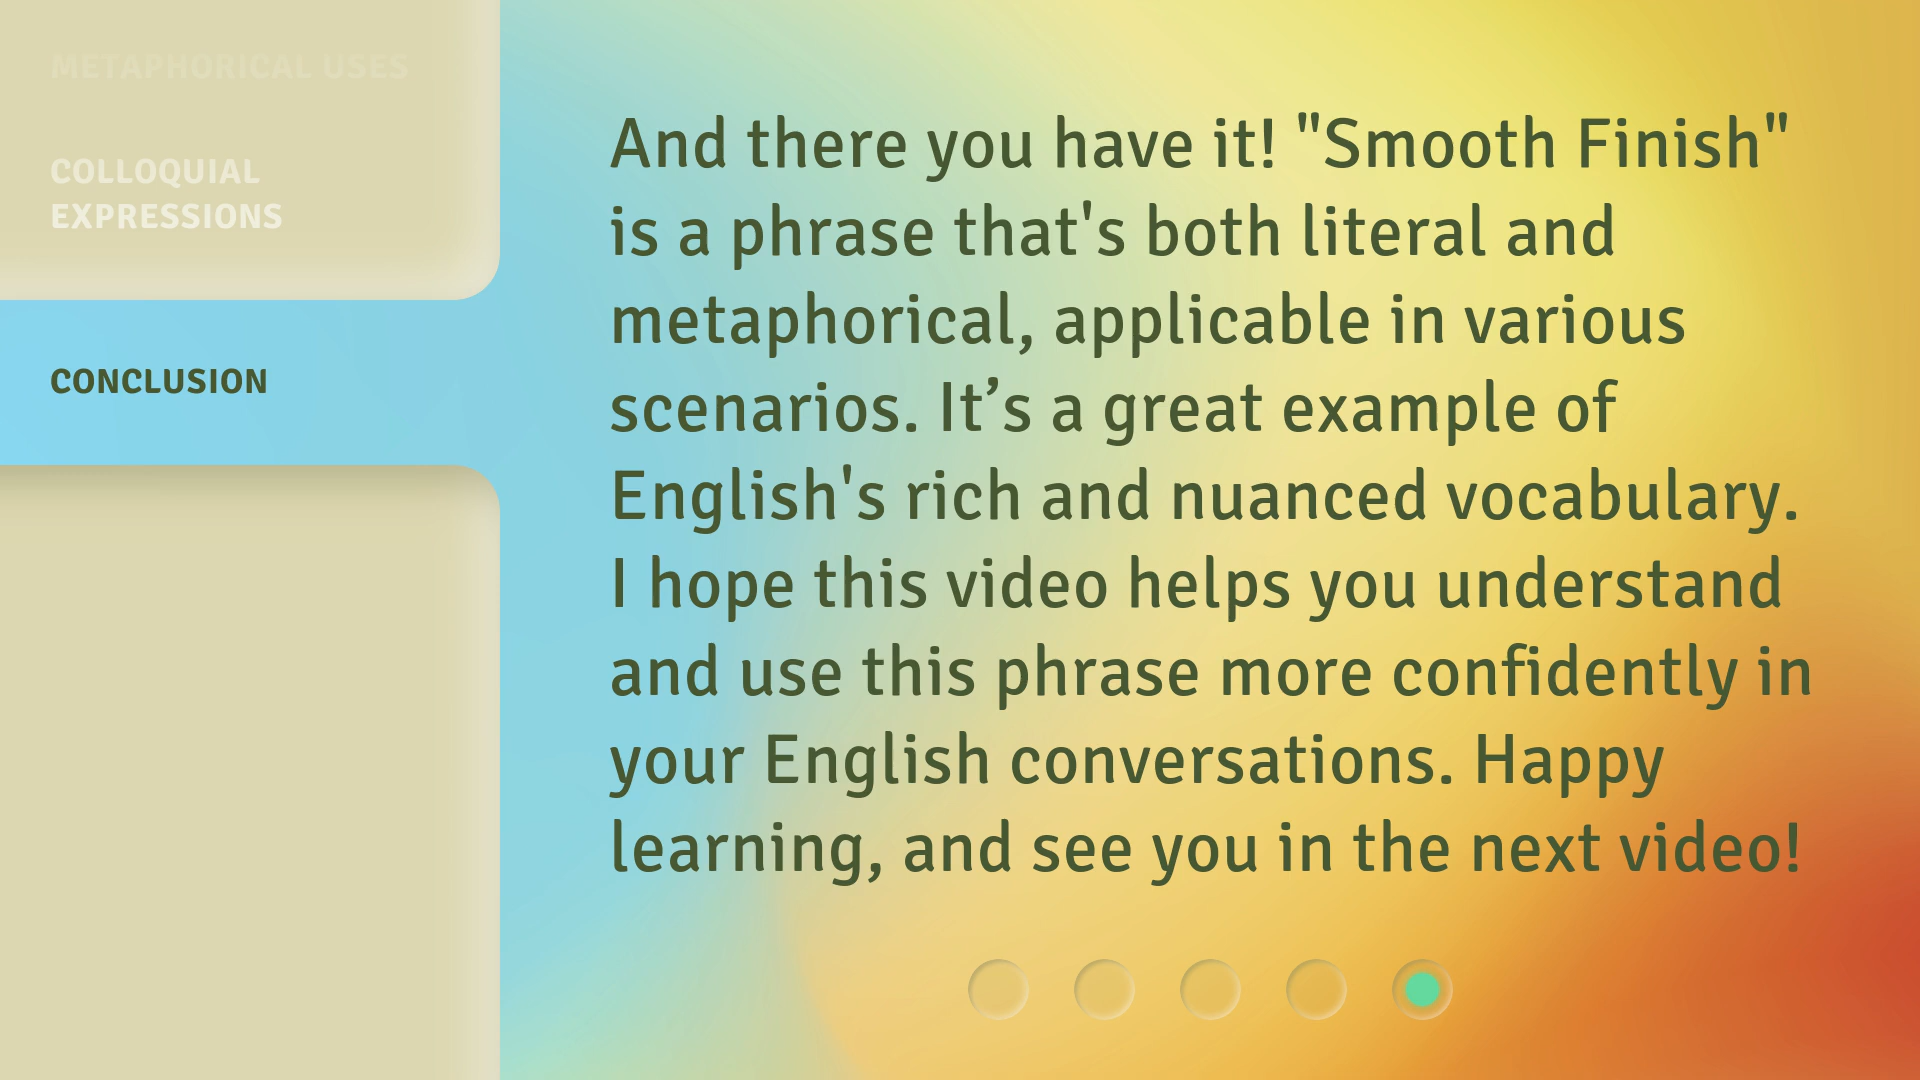 METAPHORICAL USES
COLLOQUIAL
EXPRESSIONS
CONCLUSION
And there you have it! "Smooth Finish"
is a phrase that's both literal and
metaphorical, applicable in various
scenarios. It’s a great example of
English's rich and nuanced vocabulary.
I hope this video helps you understand
and use this phrase more confidently in
your English conversations. Happy
learning, and see you in the next video!